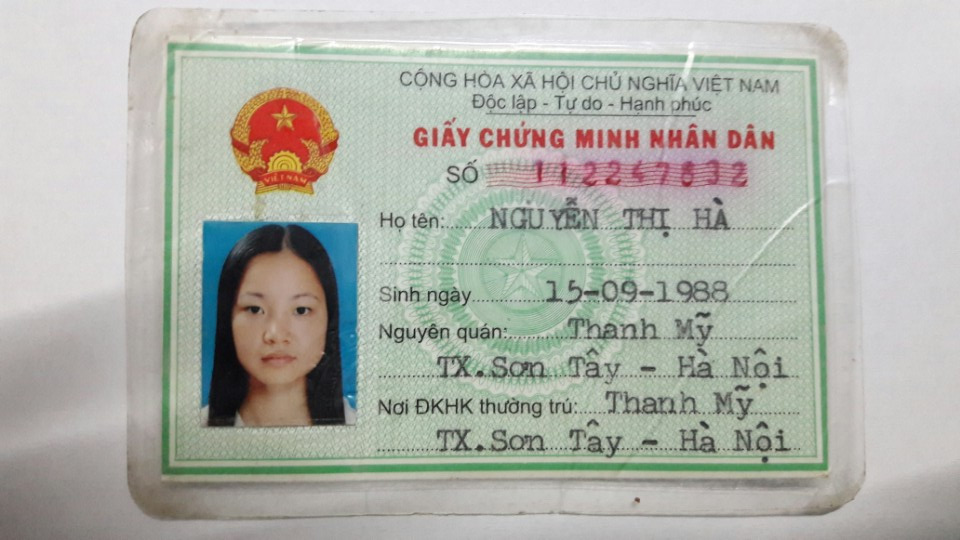 CỘNG HÒA XÃ HỘI CHỦ NGHĨA VIỆT NAM
Độc lập - Tự do - Hạnh phúc
GIẤY CHỨNG MINH NHÂN DÂN
SỐ 112247832
VIỆT NAM
Họ tên: NGUYỄN THỊ HÀ
Sinh ngày 15-09-1988
Nguyên quán: Thanh Mỹ
TX.Sơn Tây - Hà Nội
Nơi ĐKHK thường trú: Thanh Mỹ
TX.Sơn Tây - Hà Nội